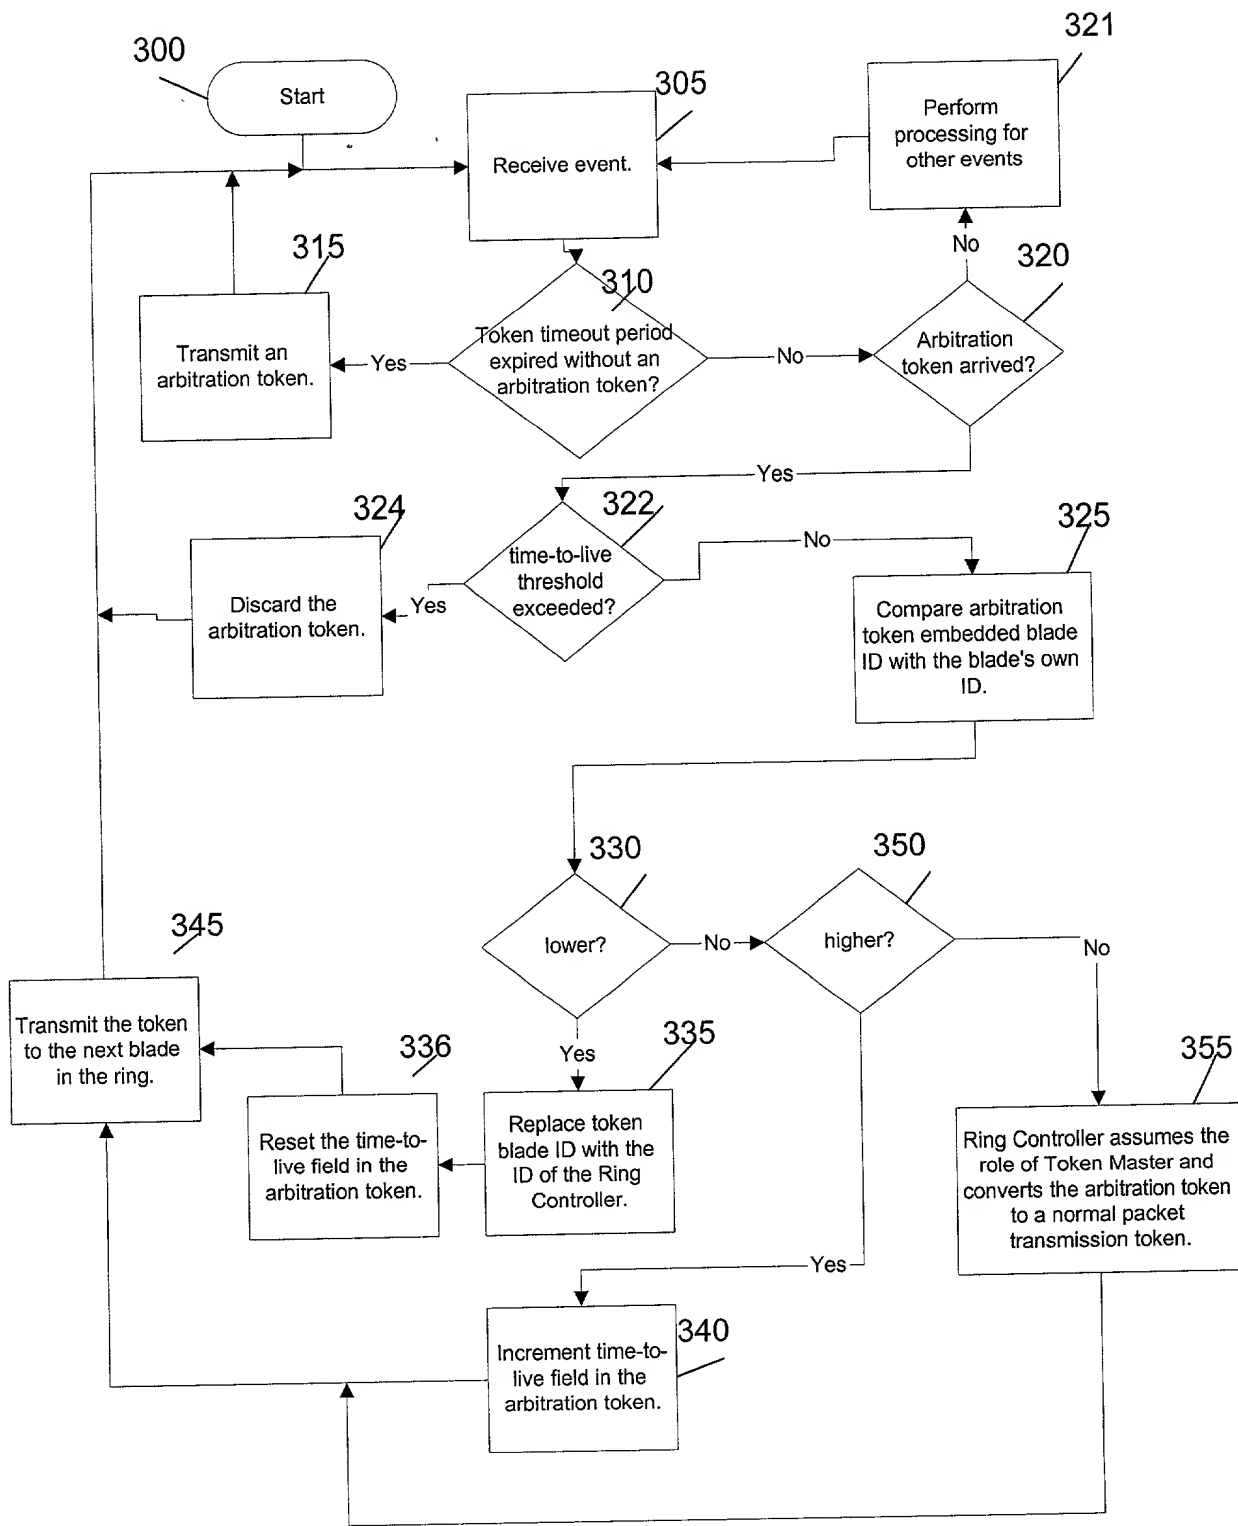 300
Start
305
Receive event.
321
Perform
processing for
other events
315
Transmit an
arbitration token.
Yes
310
Token timeout period
expired without an
arbitration token?
No
No
320
Arbitration
token arrived?
Yes
324
Discard the
arbitration token.
Yes
322
time-to-live
threshold
exceeded?
No
325
Compare arbitration
token embedded blade
ID with the blade's own
ID.
330
lower?
No
350
higher?
No
345
Transmit the token
to the next blade
in the ring.
336
Reset the time-to-
live field in the
arbitration token.
Yes
335
Replace token
blade ID with the
ID of the Ring
Controller.
355
Ring Controller assumes the
role of Token Master and
converts the arbitration token
to a normal packet
transmission token.
Yes
340
Increment time-to-
live field in the
arbitration token.